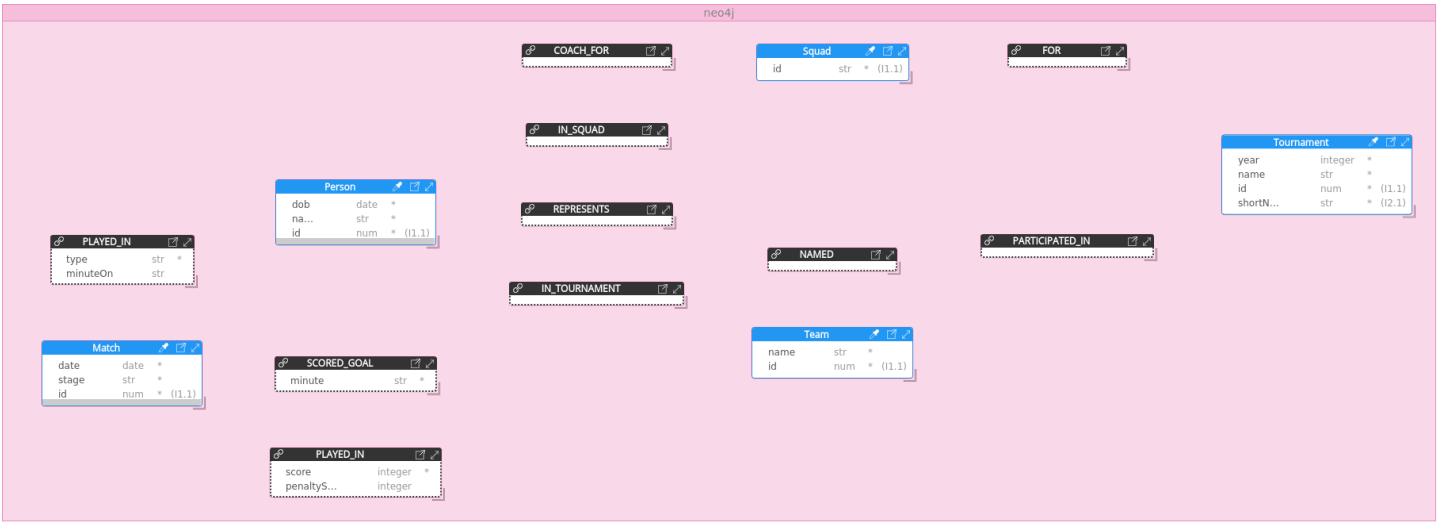 neo4j
COACH_FOR
Squad
id str * (I1.1)
FOR
IN_SQUAD
Tournament
year integer *
name str *
id num * (I1.1)
shortN... str * (I2.1)
Person
dob date *
na... str *
id num * (I1.1)
REPRESENTS
PLAYED_IN
type str *
minuteOn str
NAMED
PARTICIPATED_IN
IN_TOURNAMENT
Match
date date *
stage str *
id num * (I1.1)
SCORED_GOAL
minute str *
Team
name str *
id num * (I1.1)
PLAYED_IN
score integer *
penaltyS... integer